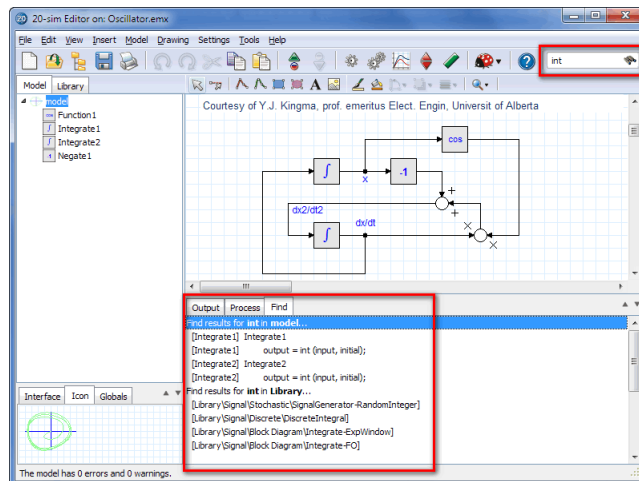 20-sim Editor on: Oscillator.emx
File Edit View Insert Model Drawing Settings Tools Help
int
Model Library
model
Function1
Integrate1
Integrate2
Negate1
Courtesy of Y.J. Kingma, prof. emeritus Elect. Engin, Universit of Alberta
cos
∫
x
-1
+
+
dx2/dt2
∫
dx/dt
×
×
Output Process Find
Find results for int in model...
[Integrate1] Integrate1
[Integrate1] output = int (input, initial);
[Integrate2] Integrate2
[Integrate2] output = int (input, initial);
Find results for int in Library...
[Library\Signal\Stochastic\SignalGenerator-RandomInteger]
[Library\Signal\Discrete\DiscreteIntegral]
[Library\Signal\Block Diagram\Integrate-ExpWindow]
[Library\Signal\Block Diagram\Integrate-FO]
Interface Icon Globals
The model has 0 errors and 0 warnings.